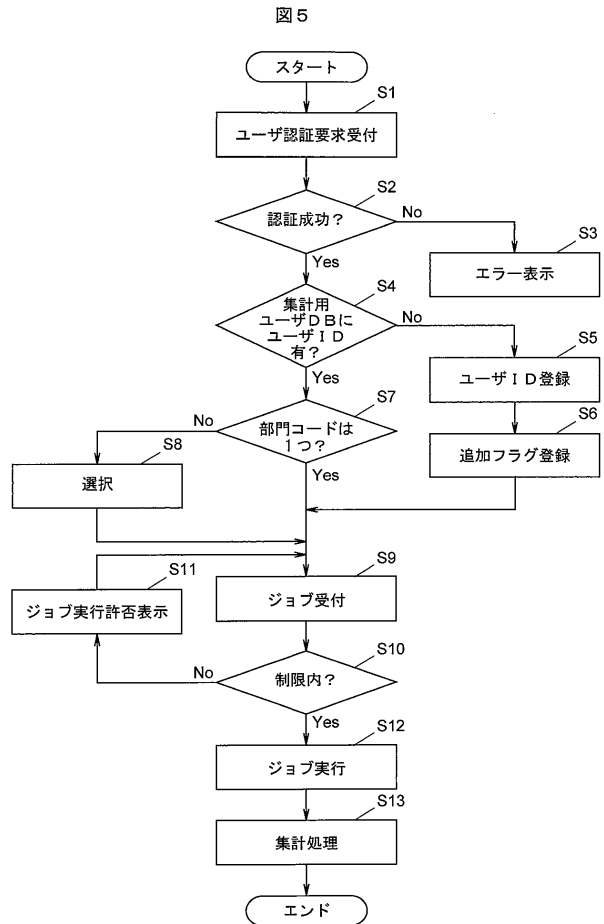 図５
スタート
S1
ユーザ認証要求受付
S2
認証成功？
No
Yes
S3
エラー表示
S4
集計用
ユーザＤＢに
ユーザＩＤ
有？
No
Yes
S5
ユーザＩＤ登録
S6
追加フラグ登録
S7
部門コードは
１つ？
No
Yes
S8
選択
S9
ジョブ受付
S10
制限内？
No
Yes
S11
ジョブ実行許否表示
S12
ジョブ実行
S13
集計処理
エンド